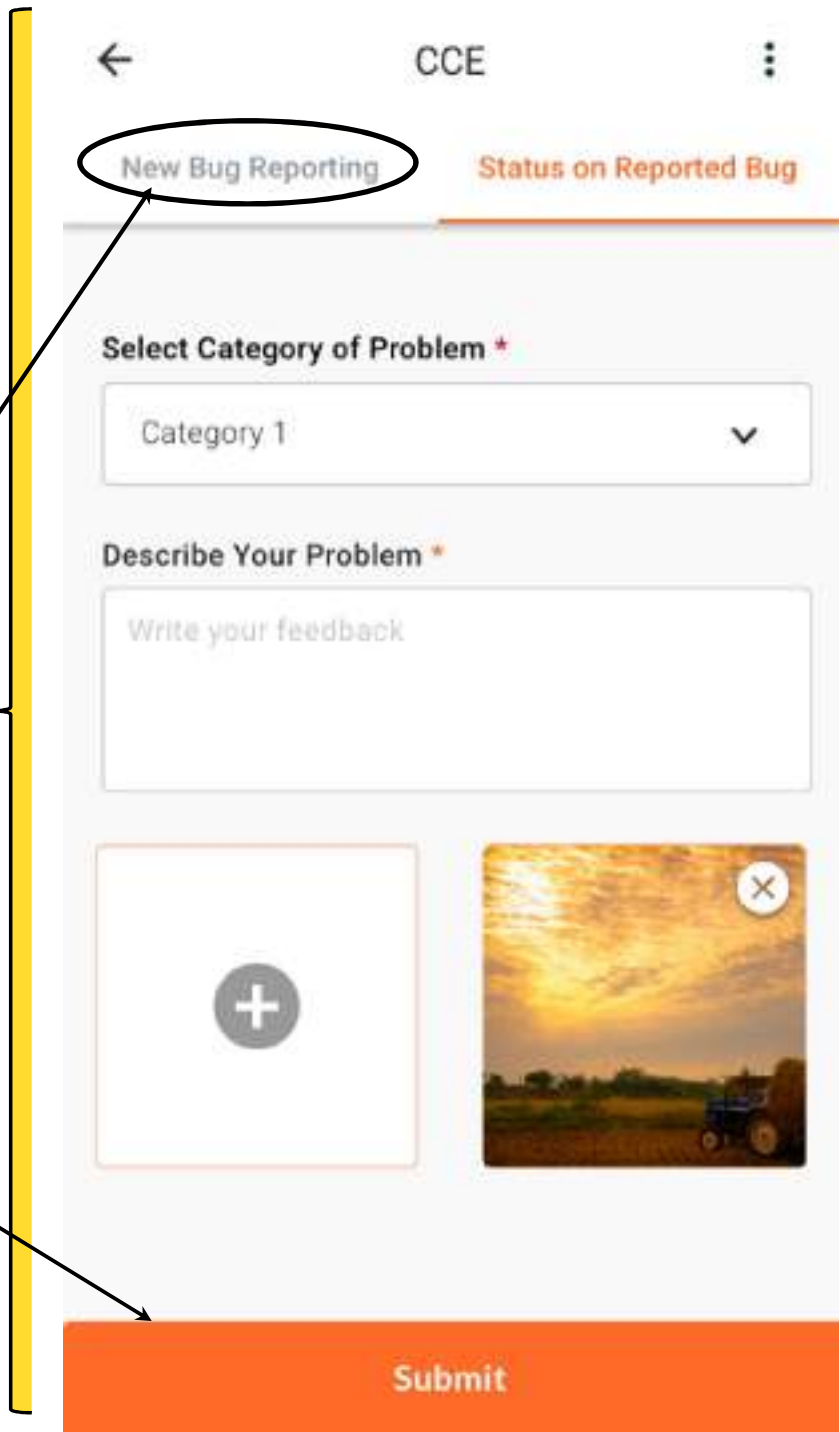 CCE
New Bug Reporting Status on Reported Bug
Select Category of Problem *
Category 1
Describe Your Problem *
Write your feedback
Submit